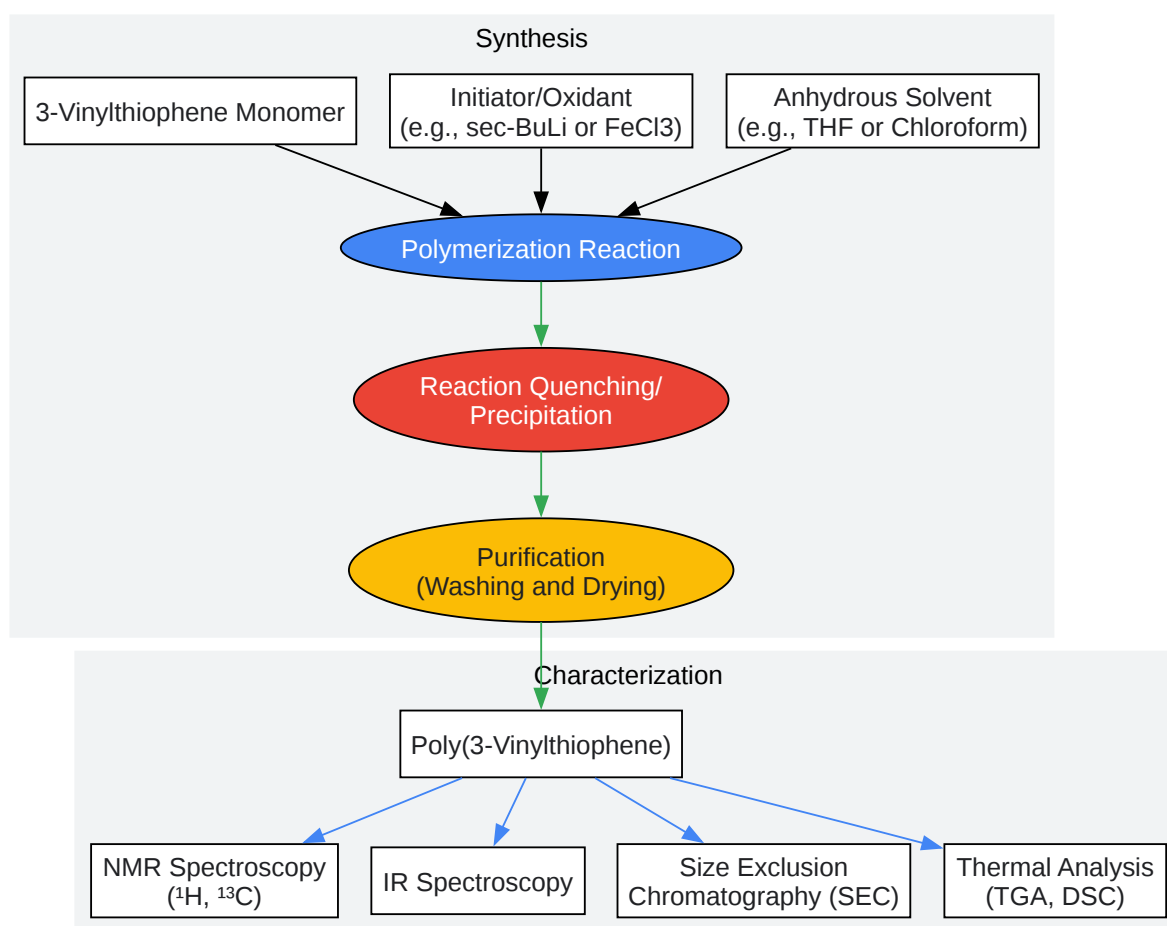 Synthesis
3-Vinylthiophene Monomer
Initiator/Oxidant
(e.g., sec-BuLi or FeCl3)
Anhydrous Solvent
(e.g., THF or Chloroform)
Polymerization Reaction
Reaction Quenching/
Precipitation
Purification
(Washing and Drying)
Characterization
Poly(3-Vinylthiophene)
NMR Spectroscopy
(¹H, ¹³C)
IR Spectroscopy
Size Exclusion
Chromatography (SEC)
Thermal Analysis
(TGA, DSC)